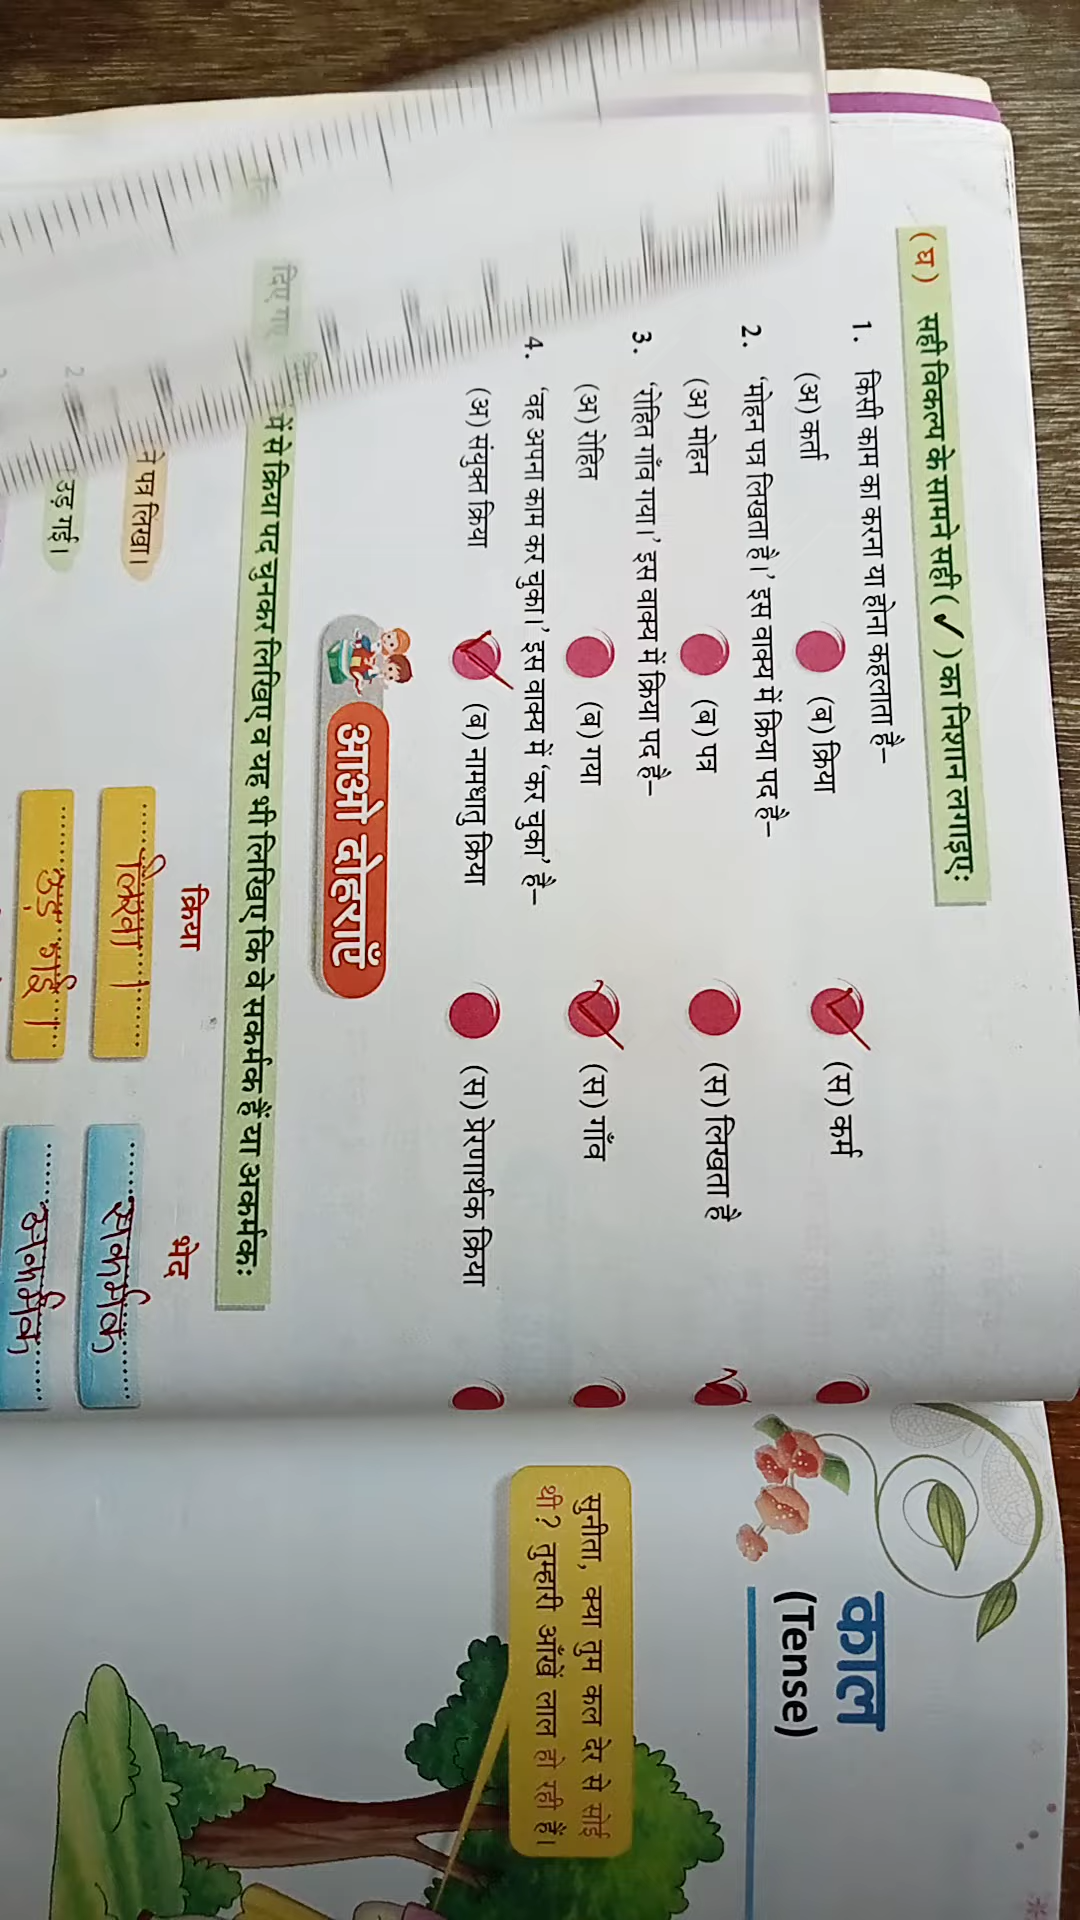 (घ) सही विकल्प के सामने सही ( ✓ ) का निशान लगाइए:
1. किसी काम का करना या होना कहलाता है–
(अ) कर्ता (ब) क्रिया (स) कर्म
2. 'मोहन पत्र लिखता है।' इस वाक्य में क्रिया पद है–
(अ) मोहन (ब) पत्र (स) लिखता है
3. 'रोहित गाँव गया।' इस वाक्य में क्रिया पद है–
(अ) रोहित (ब) गया (स) गाँव
4. 'वह अपना काम कर चुका।' इस वाक्य में 'कर चुका' है–
(अ) संयुक्त क्रिया (ब) नामधातु क्रिया (स) प्रेरणार्थक क्रिया
आओ दोहराएँ
दिए गए में से क्रिया पद चुनकर लिखिए व यह भी लिखिए कि वे सकर्मक हैं या अकर्मक:
क्रिया भेद
ने पत्र लिखा। लिखा। सकर्मक
2. उड़ गई। उड़ गई। अकर्मक
काल
(Tense)
सुनीता, क्या तुम कल देर से सोई
थी? तुम्हारी आँखें लाल हो रही हैं।